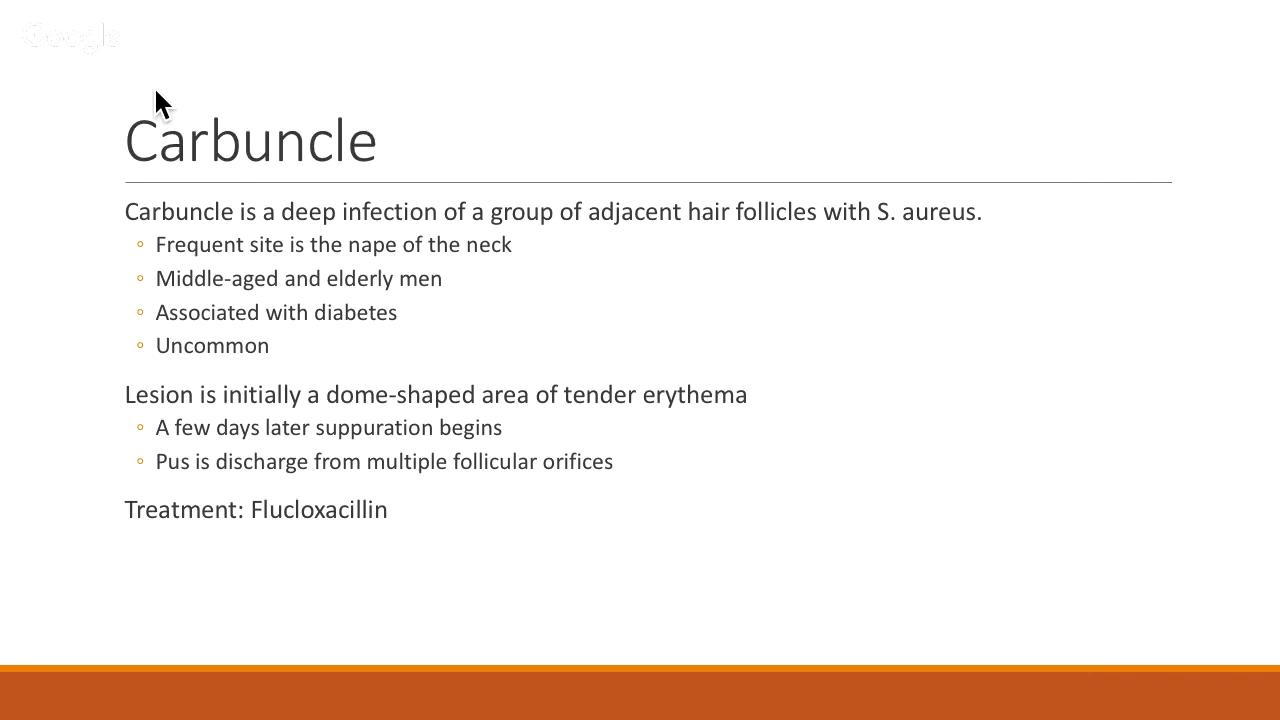 Google
Carbuncle
Carbuncle is a deep infection of a group of adjacent hair follicles with S. aureus.
◦ Frequent site is the nape of the neck
◦ Middle-aged and elderly men
◦ Associated with diabetes
◦ Uncommon
Lesion is initially a dome-shaped area of tender erythema
◦ A few days later suppuration begins
◦ Pus is discharge from multiple follicular orifices
Treatment: Flucloxacillin